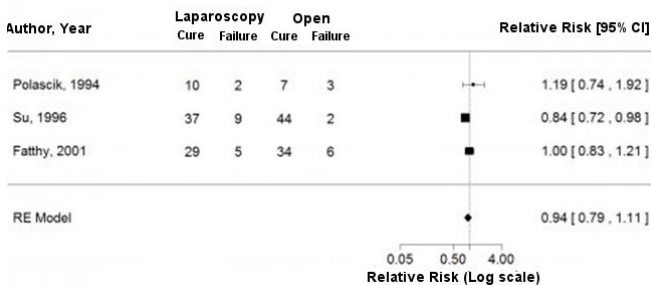 Author, Year Laparoscopy Open Relative Risk [95% CI]
Cure Failure Cure Failure
Polascik, 1994 10 2 7 3 1.19 [ 0.74 , 1.92 ]
Su, 1996 37 9 44 2 0.84 [ 0.72 , 0.98 ]
Fatthy, 2001 29 5 34 6 1.00 [ 0.83 , 1.21 ]
RE Model 0.94 [ 0.79 , 1.11 ]
0.05 0.50 4.00
Relative Risk (Log scale)